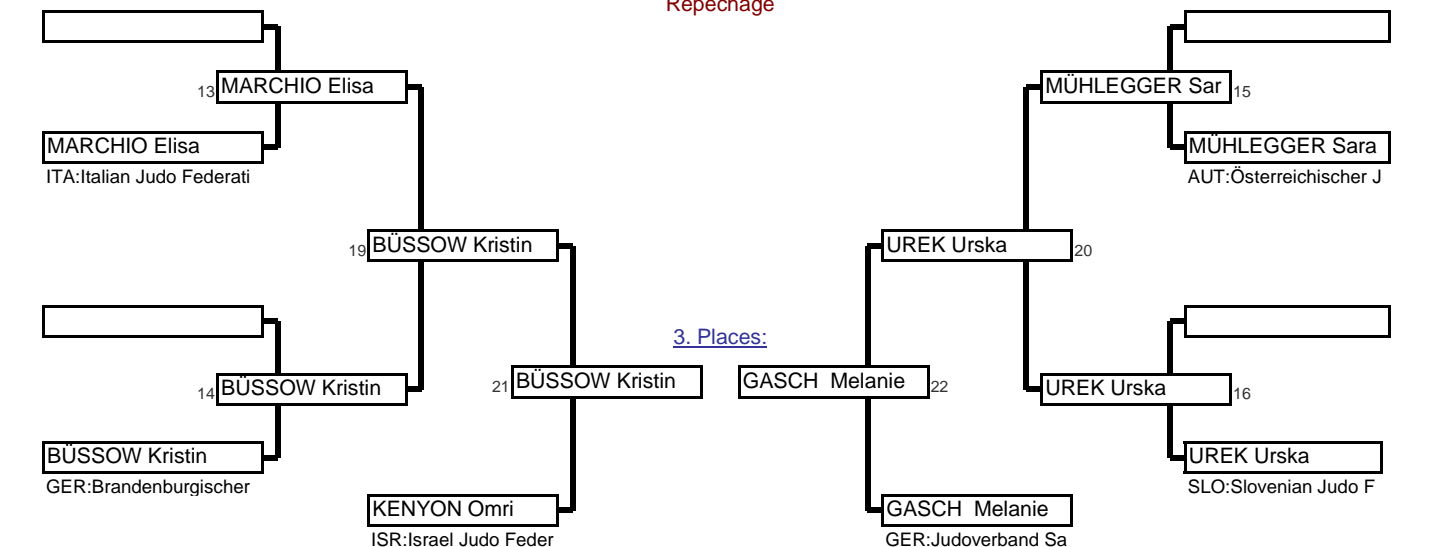 Repechage
13 MARCHIO Elisa
MÜHLEGGER Sar 15
MARCHIO Elisa
ITA:Italian Judo Federati
MÜHLEGGER Sara
AUT:Österreichischer J
19 BÜSSOW Kristin
UREK Urska 20
3. Places:
14 BÜSSOW Kristin
21 BÜSSOW Kristin
GASCH Melanie 22
UREK Urska 16
BÜSSOW Kristin
GER:Brandenburgischer
UREK Urska
SLO:Slovenian Judo F
KENYON Omri
ISR:Israel Judo Feder
GASCH Melanie
GER:Judoverband Sa